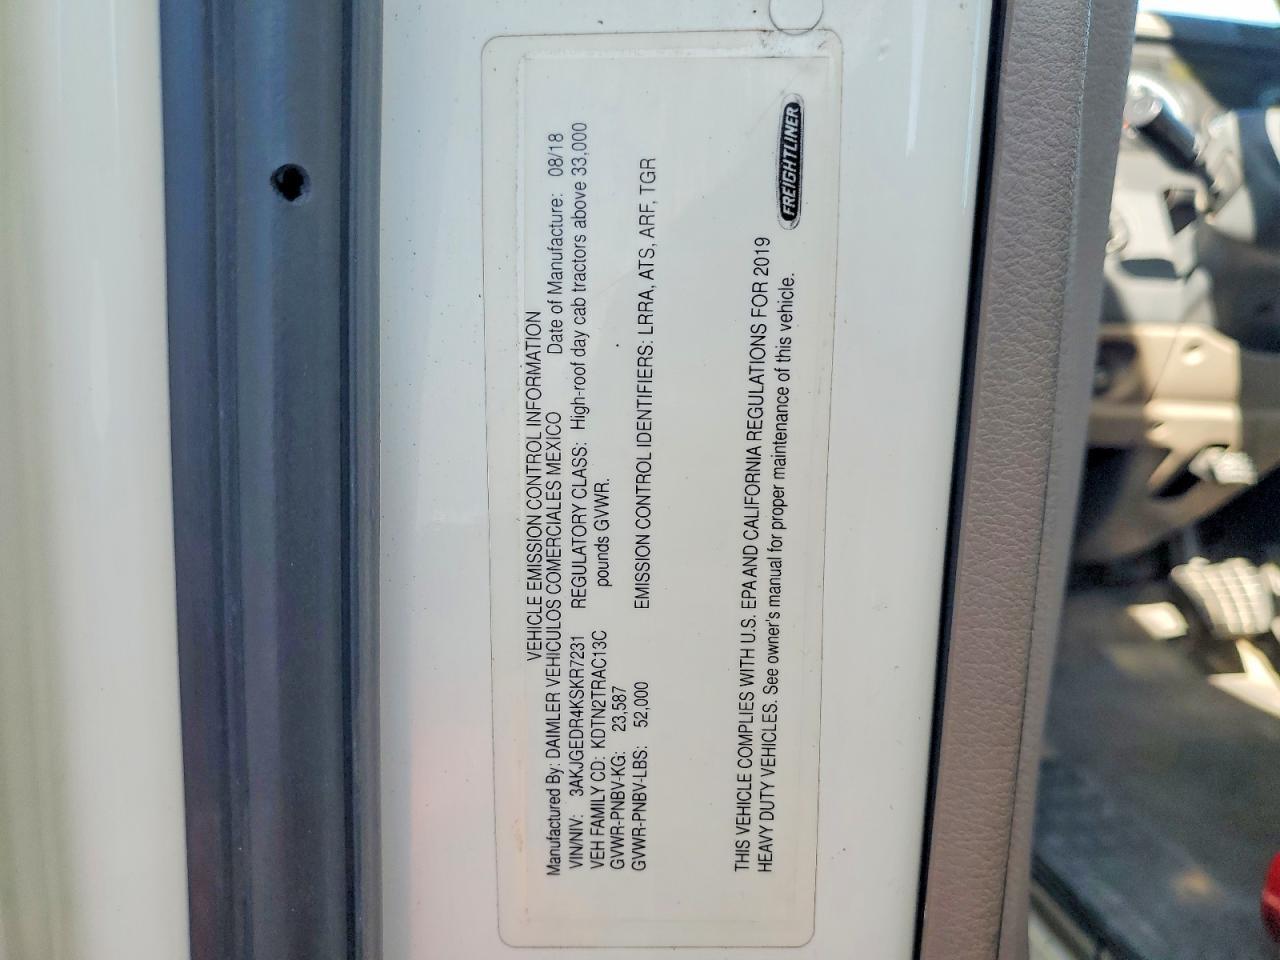 VEHICLE EMISSION CONTROL INFORMATION
Manufactured By: DAIMLER VEHICULOS COMERCIALES MEXICO Date of Manufacture: 08/18
VIN/NIV: 3AKJGEDR4KSKR7231 REGULATORY CLASS: High-roof day cab tractors above 33,000
VEH FAMILY CD: KDTN2TRAC13C pounds GVWR.
GVWR-PNBV-KG: 23,587
GVWR-PNBV-LBS: 52,000 EMISSION CONTROL IDENTIFIERS: LRRA, ATS, ARF, TGR
THIS VEHICLE COMPLIES WITH U.S. EPA AND CALIFORNIA REGULATIONS FOR 2019
HEAVY DUTY VEHICLES. See owner's manual for proper maintenance of this vehicle.
FREIGHTLINER